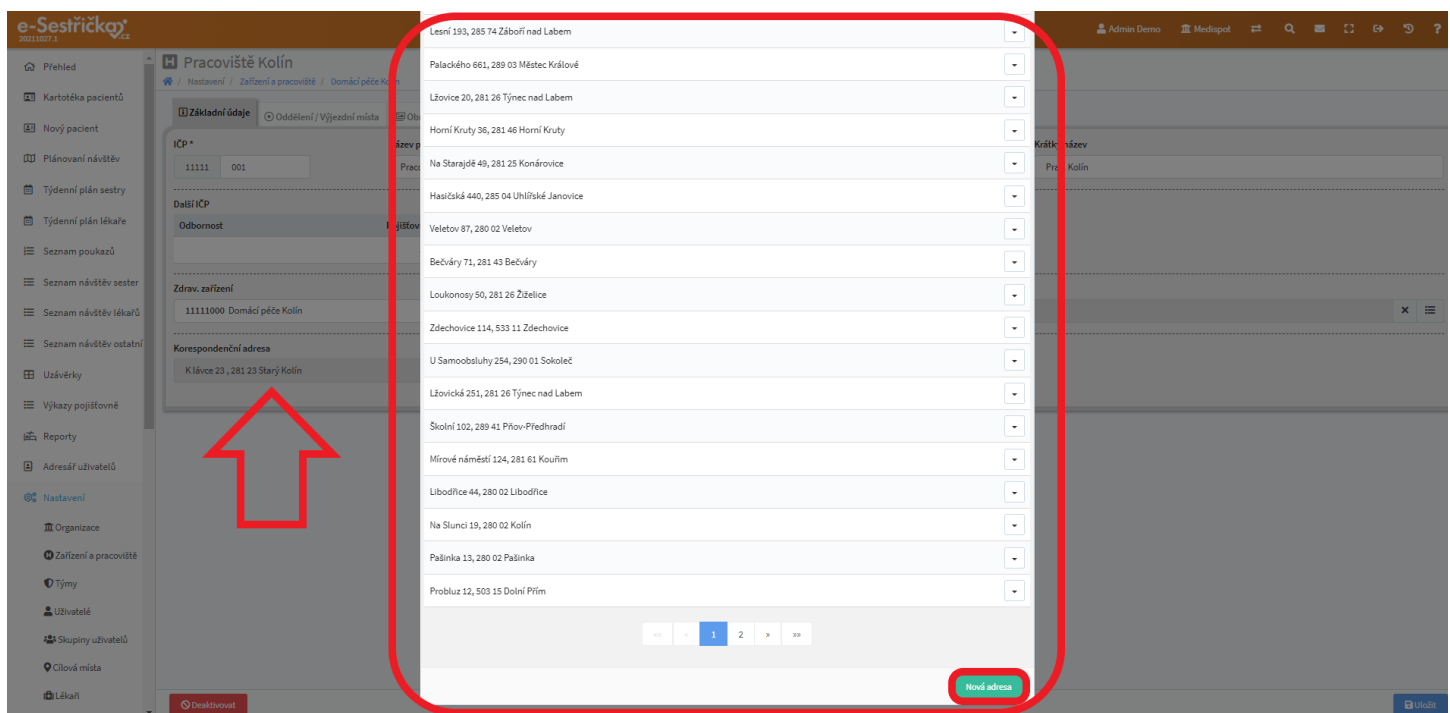 e-Sestřička.cz
20211027.1
Admin Demo
Medispot
?
Přehled
Kartotéka pacientů
Nový pacient
Plánovaní návštěv
Týdenní plán sestry
Týdenní plán lékaře
Seznam poukazů
Seznam návštěv sester
Seznam návštěv lékařů
Seznam návštěv ostatní
Uzávěrky
Výkazy pojišťovně
Reporty
Adresář uživatelů
Nastavení
Organizace
Zařízení a pracoviště
Týmy
Uživatelé
Skupiny uživatelů
Cílová místa
Lékaři
Pracoviště Kolín
/ Nastavení / Zařízení a pracoviště / Domácí péče Kolín
Základní údaje
Oddělení / Výjezdní místa
IČP *
11111 001
Krátký název
Kolín
Další IČP
Odbornost
Zdrav. zařízení
11111000 Domácí péče Kolín
Korespondenční adresa
K lávce 23 , 281 23 Starý Kolín
Lesní 193, 285 74 Záboří nad Labem
Palackého 661, 289 03 Městec Králové
Lžovice 20, 281 26 Týnec nad Labem
Horní Kruty 36, 281 46 Horní Kruty
Na Starajdě 49, 281 25 Konárovice
Hasičská 440, 285 04 Uhlířské Janovice
Veletov 87, 280 02 Veletov
Bečváry 71, 281 43 Bečváry
Loukonosy 50, 281 26 Žiželice
Zdechovice 114, 533 11 Zdechovice
U Samoobsluhy 254, 290 01 Sokoleč
Lžovická 251, 281 26 Týnec nad Labem
Školní 102, 289 41 Pňov-Předhradí
Mírové náměstí 124, 281 61 Kouřim
Libodřice 44, 280 02 Libodřice
Na Slunci 19, 280 02 Kolín
Pašinka 13, 280 02 Pašinka
Probluz 12, 503 15 Dolní Přím
«« « 1 2 » »»
Nová adresa
Deaktivovat
Uložit